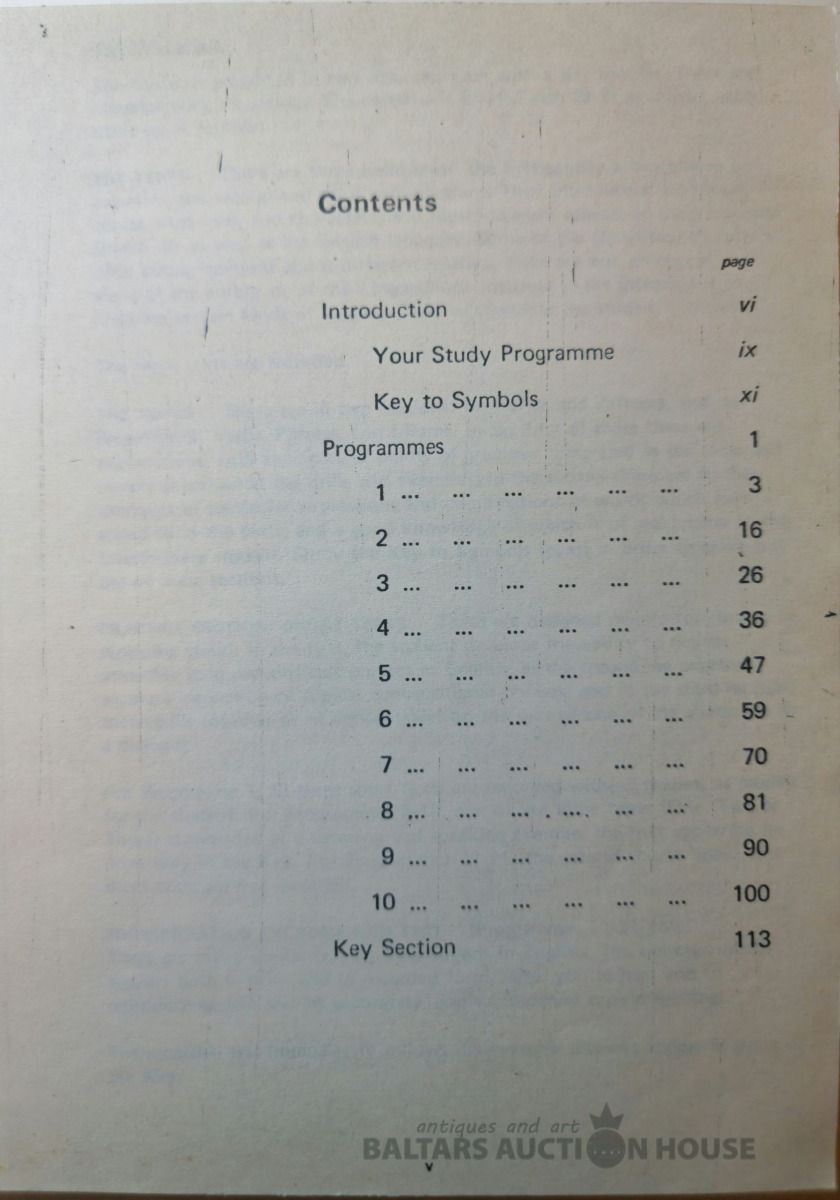 Contents
page
Introduction vi
Your Study Programme ix
Key to Symbols xi
Programmes 1
1 ... ... ... ... ... ... 3
2 ... ... ... ... ... ... 16
3 ... ... ... ... ... ... 26
4 ... ... ... ... ... ... 36
5 ... ... ... ... ... ... 47
6 ... ... ... ... ... ... 59
7 ... ... ... ... ... ... 70
8 ... ... ... ... ... ... 81
9 ... ... ... ... ... ... 90
10 ... ... ... ... ... ... 100
Key Section 113
antiques and art
BALTARS AUCTION HOUSE
v